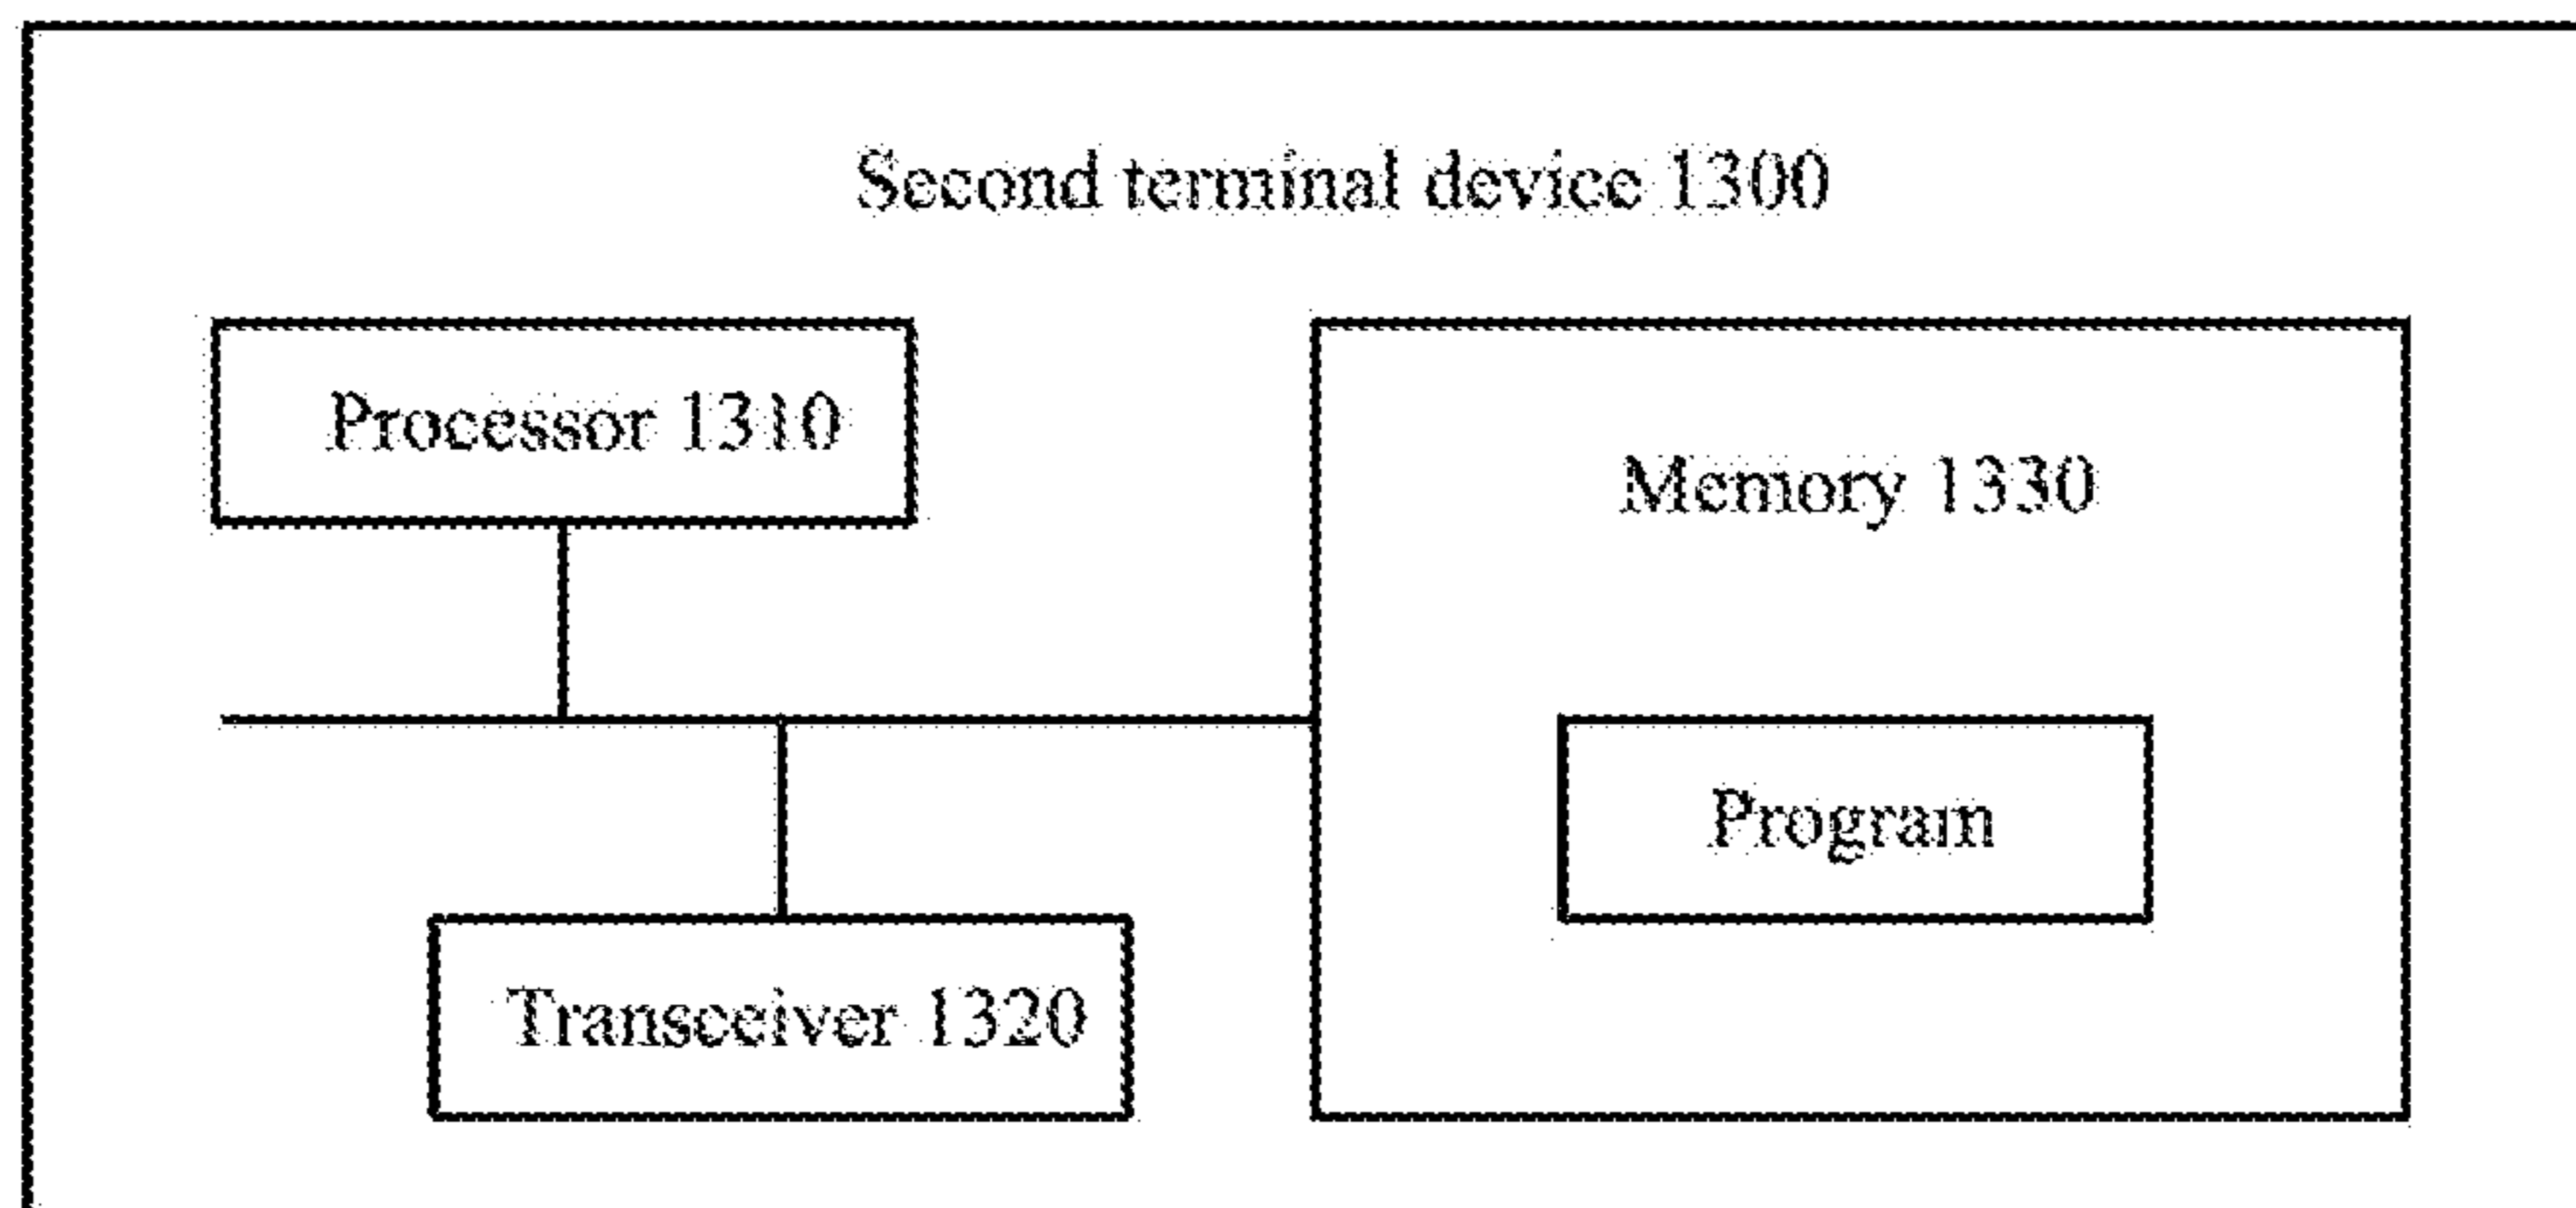 Second terminal device 1300
Processor 1310
Memory 1330
Program
Transceiver 1320